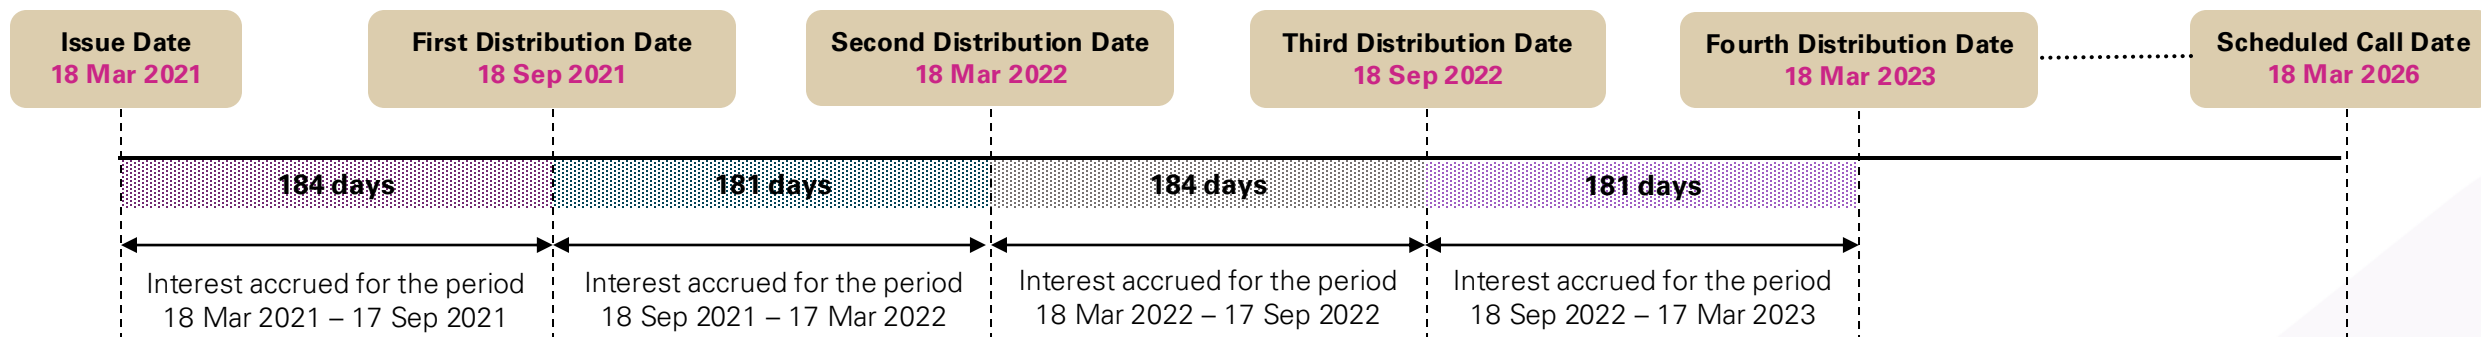 Issue Date
18 Mar 2021
First Distribution Date
18 Sep 2021
Second Distribution Date
18 Mar 2022
Third Distribution Date
18 Sep 2022
Fourth Distribution Date
18 Mar 2023
Scheduled Call Date
18 Mar 2026
184 days
181 days
184 days
181 days
Interest accrued for the period
18 Mar 2021 – 17 Sep 2021
Interest accrued for the period
18 Sep 2021 – 17 Mar 2022
Interest accrued for the period
18 Mar 2022 – 17 Sep 2022
Interest accrued for the period
18 Sep 2022 – 17 Mar 2023